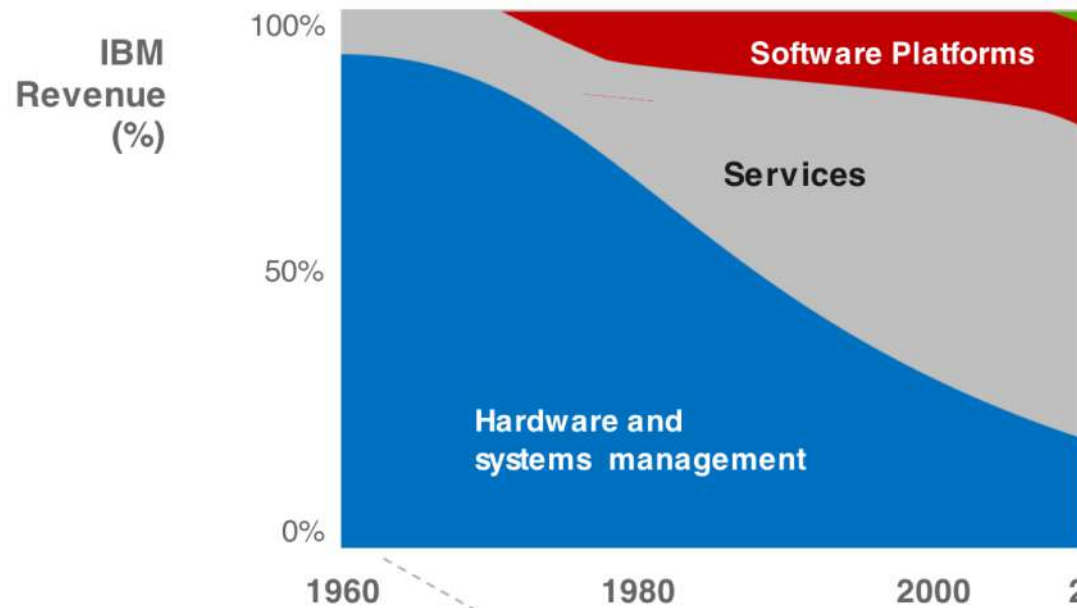 IBM
Revenue
(%)
100%
50%
0%
Software Platforms
Services
Hardware and
systems management
1960
1980
2000